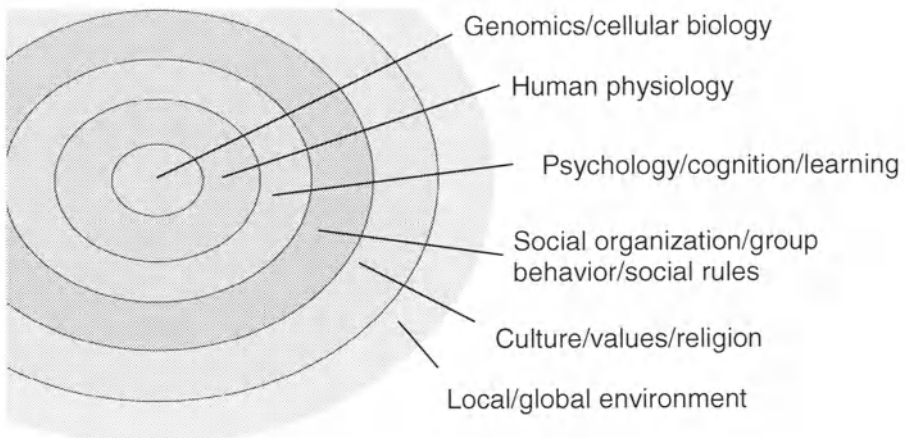 Genomics/cellular biology
Human physiology
Psychology/cognition/learning
Social organization/group
behavior/social rules
Culture/values/religion
Local/global environment